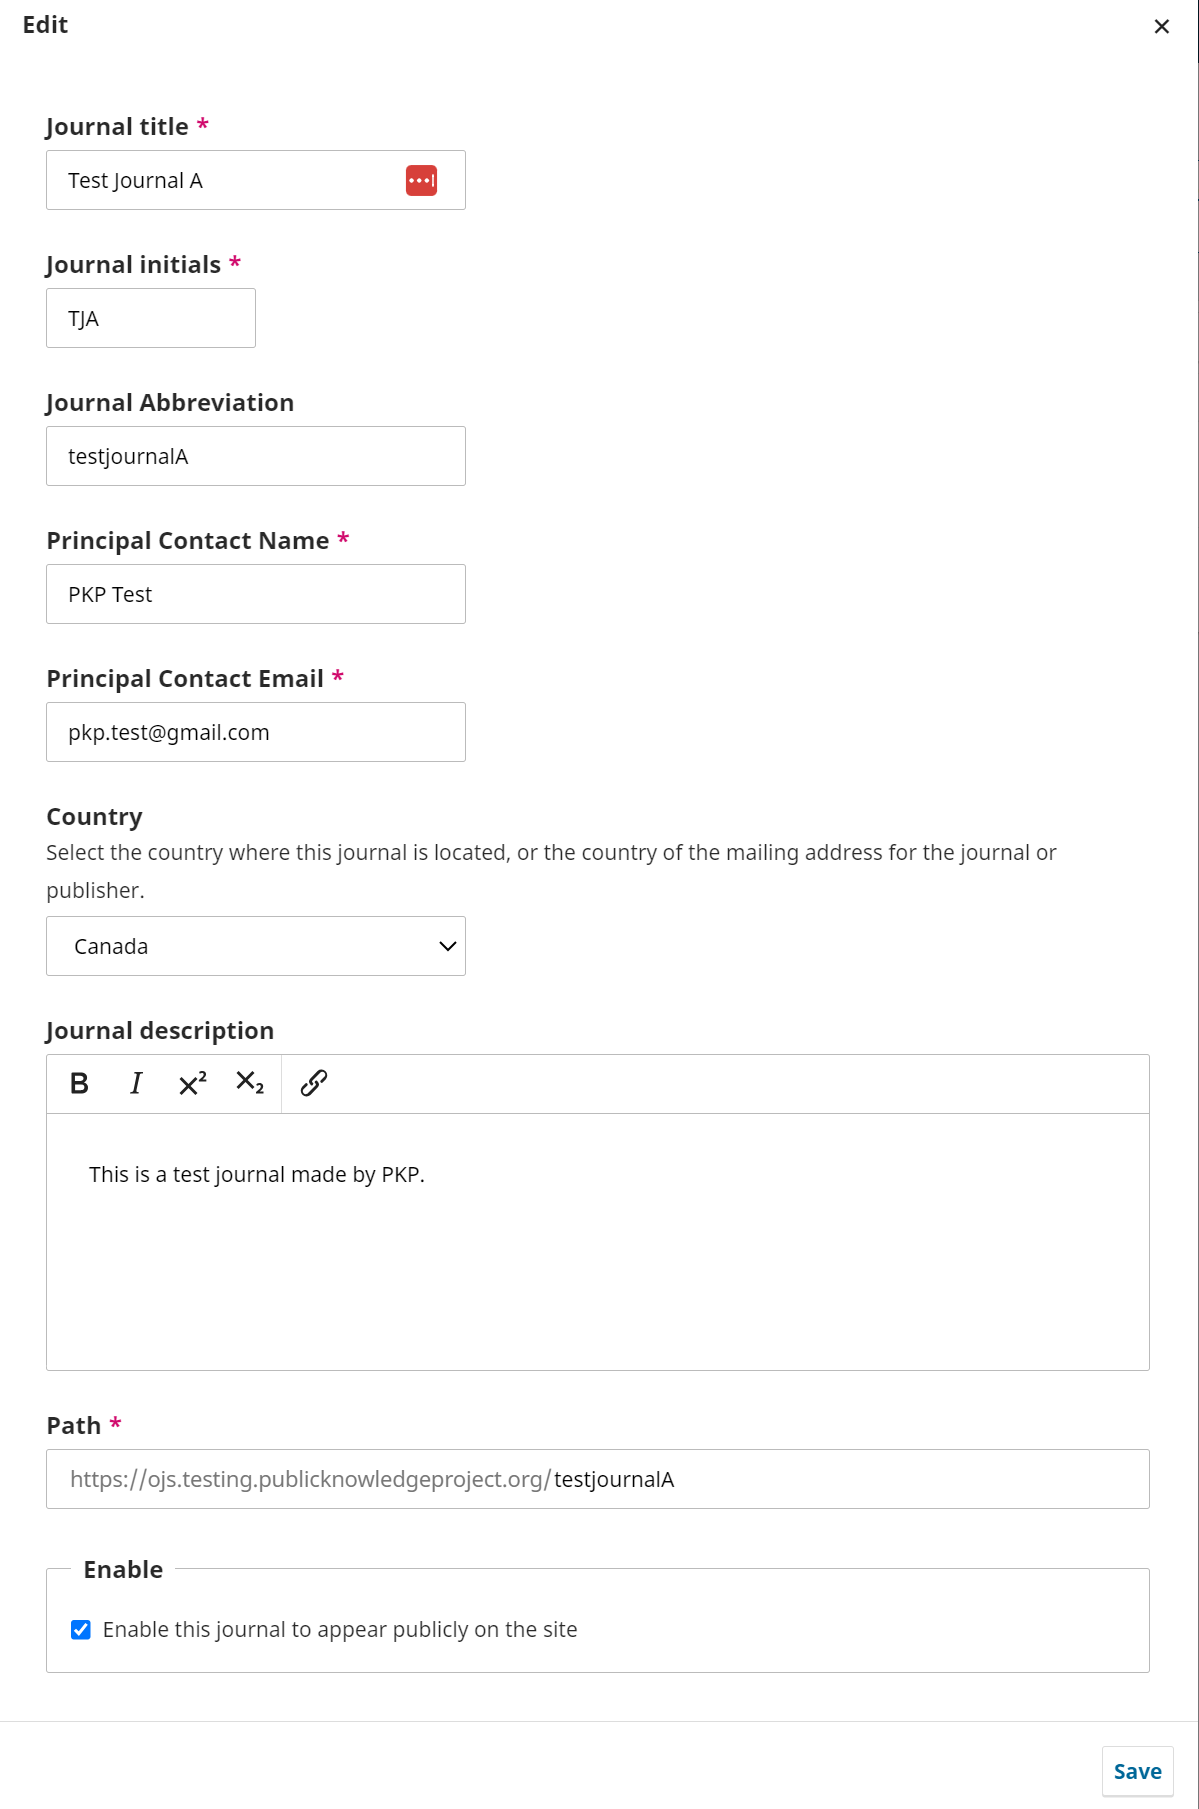 Edit
Journal title *
Test Journal A
Journal initials *
TJA
Journal Abbreviation
testjournalA
Principal Contact Name *
PKP Test
Principal Contact Email *
pkp.test@gmail.com
Country
Select the country where this journal is located, or the country of the mailing address for the journal or
publisher.
Canada
Journal description
B I ×² ×₂
This is a test journal made by PKP.
Path *
https://ojs.testing.publicknowledgeproject.org/testjournalA
Enable
Enable this journal to appear publicly on the site
Save